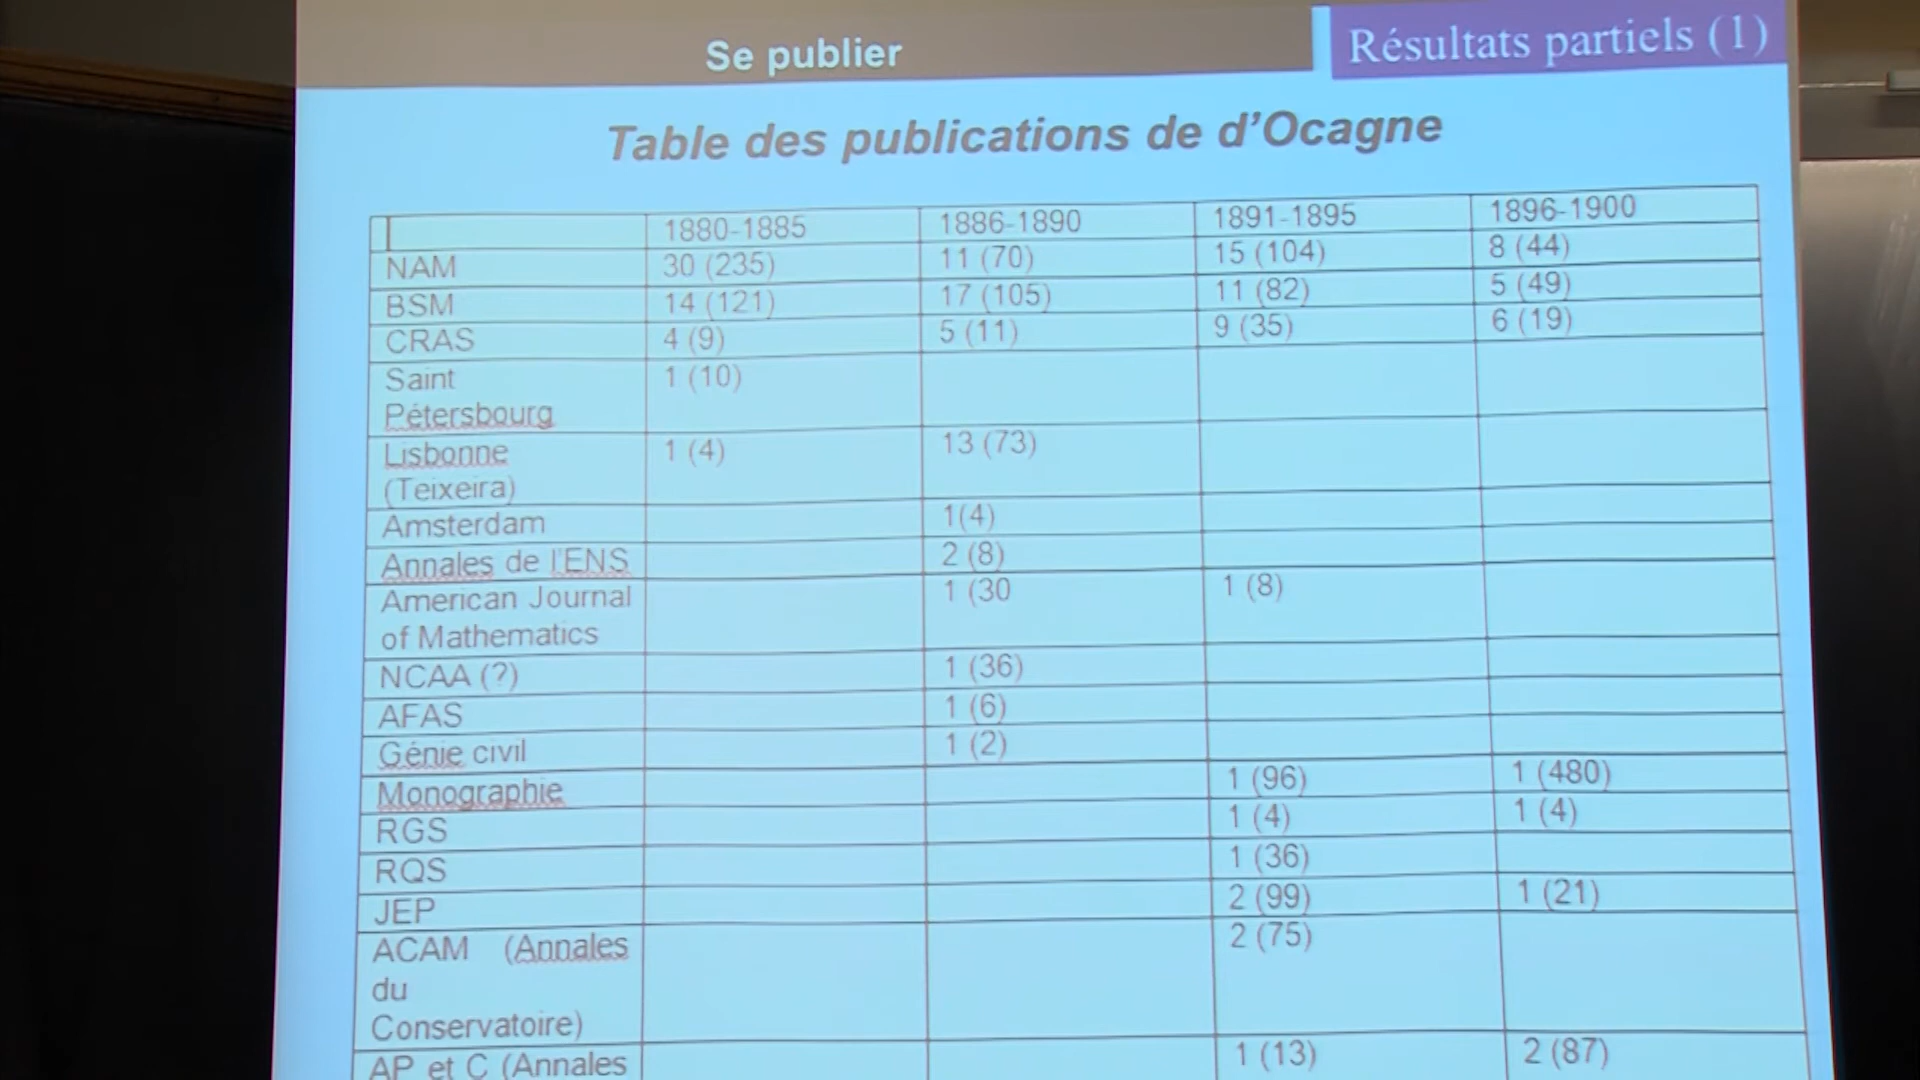 Se publier
Résultats partiels (1)
Table des publications de d'Ocagne
1880-1885 1886-1890 1891-1895 1896-1900
NAM 30 (235) 11 (70) 15 (104) 8 (44)
BSM 14 (121) 17 (105) 11 (82) 5 (49)
CRAS 4 (9) 5 (11) 9 (35) 6 (19)
Saint 1 (10)
Pétersbourg
Lisbonne 1 (4) 13 (73)
(Teixeira)
Amsterdam 1(4)
Annales de l'ENS 2 (8)
American Journal 1 (30 1 (8)
of Mathematics
NCAA (?) 1 (36)
AFAS 1 (6)
Génie civil 1 (2)
Monographie 1 (96) 1 (480)
RGS 1 (4) 1 (4)
RQS 1 (36)
JEP 2 (99) 1 (21)
ACAM (Annales 2 (75)
du
Conservatoire)
AP et C (Annales 1 (13) 2 (87)